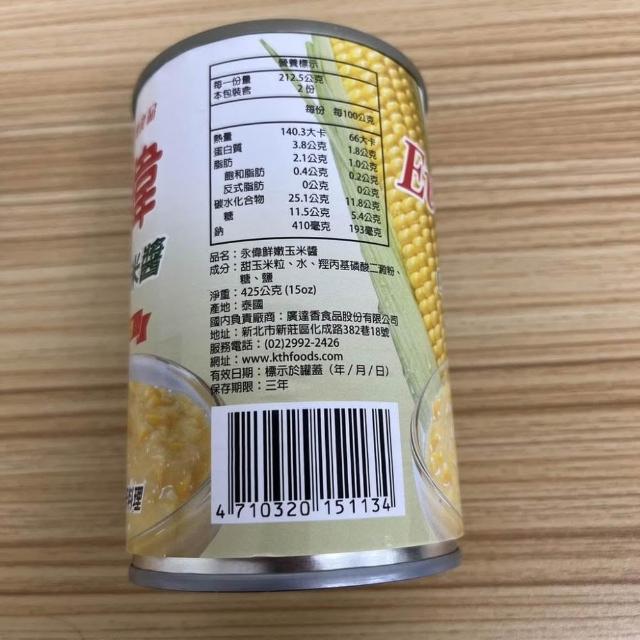 營養標示
每一份量 212.5公克
本包裝含 2份
每份 每100公克
熱量 140.3大卡 66大卡
蛋白質 3.8公克 1.8公克
脂肪 2.1公克 1.0公克
飽和脂肪 0.4公克 0.2公克
反式脂肪 0公克 0公克
碳水化合物 25.1公克 11.8公克
糖 11.5公克 5.4公克
鈉 410毫克 193毫克
品名：永偉鮮嫩玉米醬
成分：甜玉米粒、水、羥丙基磷酸二澱粉、
糖、鹽
淨重：425公克 (15oz)
產地：泰國
國內負責廠商：廣達香食品股份有限公司
地址：新北市新莊區化成路382巷18號
服務電話：(02)2992-2426
網址：www.kthfoods.com
有效日期：標示於罐蓋（年/月/日）
保存期限：三年
4 710320 151134
偉
米醬
料理